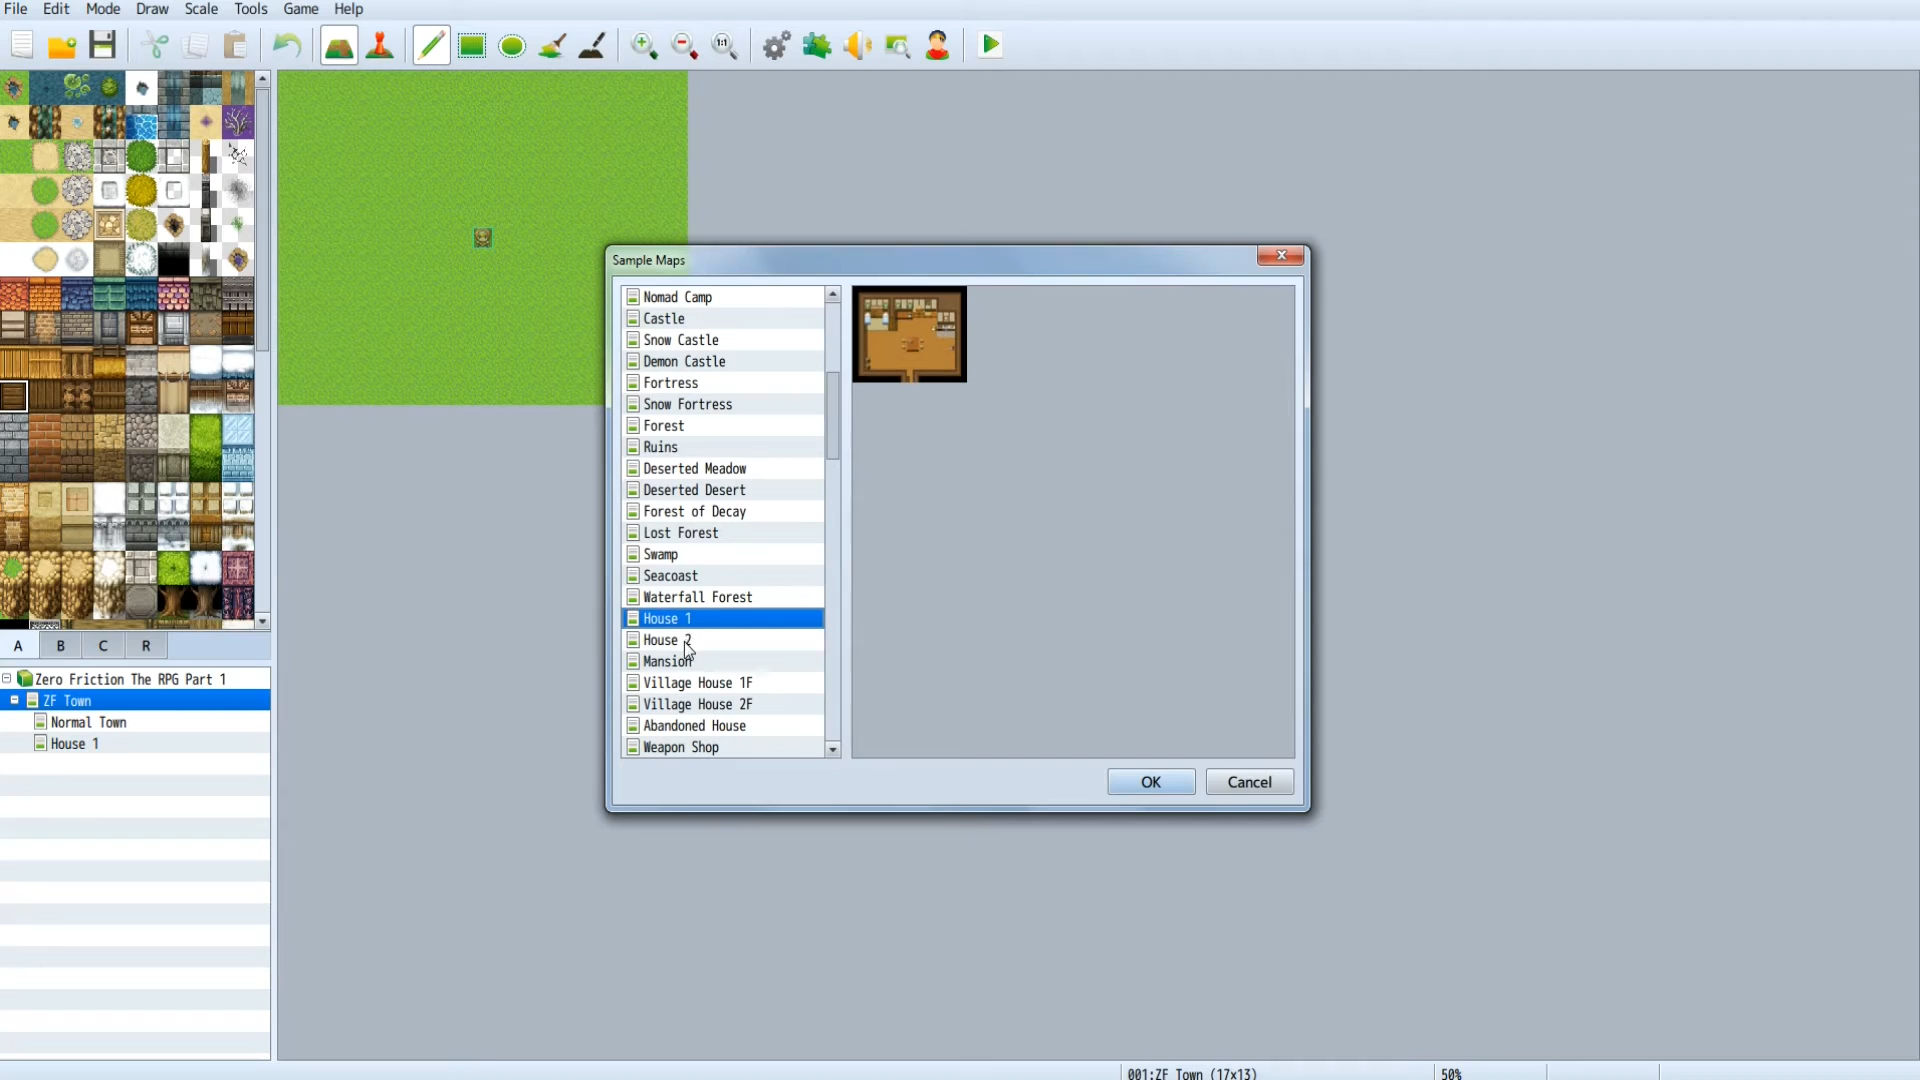 File Edit Mode Draw Scale Tools Game Help
1:1
Sample Maps
Nomad Camp
Castle
Snow Castle
Demon Castle
Fortress
Snow Fortress
Forest
Ruins
Deserted Meadow
Deserted Desert
Forest of Decay
Lost Forest
Swamp
Seacoast
Waterfall Forest
House 1
House 2
Mansion
Village House 1F
Village House 2F
Abandoned House
Weapon Shop
OK Cancel
A B C R
Zero Friction The RPG Part 1
ZF Town
Normal Town
House 1
001:ZF Town (17x13) 50%